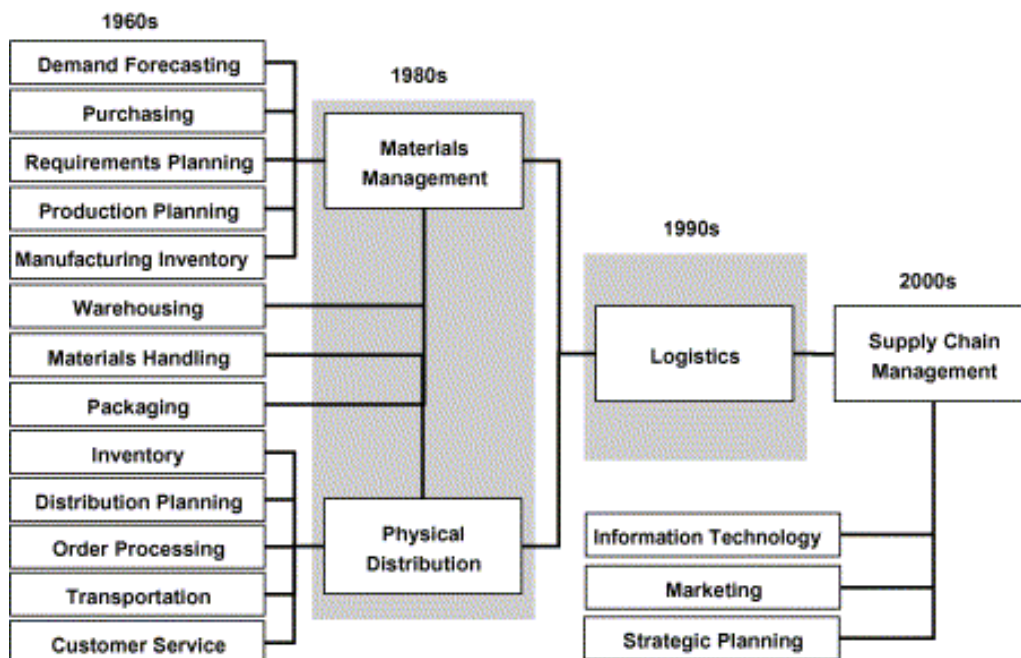 1960s
Demand Forecasting
Purchasing
Requirements Planning
Production Planning
Manufacturing Inventory
Warehousing
Materials Handling
Packaging
Inventory
Distribution Planning
Order Processing
Transportation
Customer Service
1980s
Materials
Management
Physical
Distribution
1990s
Logistics
2000s
Supply Chain
Management
Information Technology
Marketing
Strategic Planning